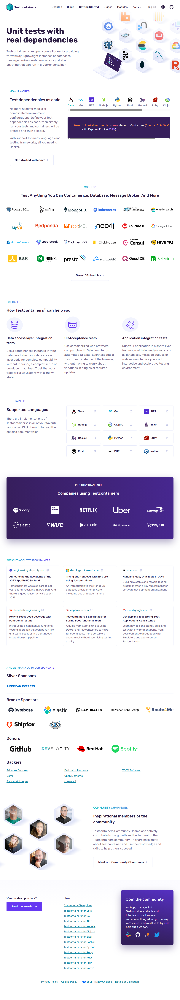 Testcontainers
Desktop
Cloud
Getting Started
Guides
Modules
Docs
Blog
Unit tests with
real dependencies
Testcontainers is an open source library for providing
throwaway, lightweight instances of databases,
message brokers, web browsers, or just about
anything that can run in a Docker container.
HOW IT WORKS
Test dependencies as code
No more need for mocks or
complicated environment
configurations. Define your test
dependencies as code, then simply
run your tests and containers will be
created and then deleted.
With support for many languages and
testing frameworks, all you need is
Docker.
Get started with Java
Java
Go
.NET
Node.js
Python
Rust
Haskell
Ruby
Clojur
GenericContainer redis = new GenericContainer("redis:5.0.3-al
.withExposedPorts(6379);
MODULES
Test Anything You Can Containerize: Database, Message Broker, And More
PostgreSQL
kafka
MongoDB
kubernetes
CASSANDRA
elasticsearch
MySQL
Redpanda
RabbitMQ
neo4j
Couchbase
Google Cloud
Microsoft Azure
LocalStack
CockroachDB
ClickHouse
HashiCorp
Consul
HIVEMQ
K3S
NGINX
presto
PULSAR
QuestDB
Se Selenium
See all 50+ Modules
USE CASES
How Testcontainers® can help you
Data access layer integration
tests
Use a containerized instance of your
database to test your data access
layer code for complete compatibility,
without requiring a complex setup on
developer machines. Trust that your
tests will always start with a known
state.
UI/Acceptance tests
Use containerized web browsers,
compatible with Selenium, to run
automated UI tests. Each test gets a
fresh, clean instance of the browser,
without having to worry about
variations in plugins or required
updates.
Application integration tests
Run your application in a short-lived
test mode with dependencies, such
as databases, message queues or
web servers, to give you a rich
interactive and exploratory testing
environment.
GET STARTED
Supported Languages
There are implementations of
Testcontainers® in all of your favorite
languages. Click through to read their
specific documentation.
Java
Go
.NET
Node.js
Clojure
Elixir
Haskell
Python
Ruby
Rust
php PHP
Native
INDUSTRY STANDARD
Companies using Testcontainers
Spotify
JET
BRAINS
NETFLIX
Uber
Capital One
elastic
WISE
zalando
Skyscanner
Playtika
ARTICLES ABOUT TESTCONTAINERS
engineering.atspotify.com
Announcing the Recipients of the
2023 Spotify FOSS Fund
Testcontainers was also part of last
year's fund, receiving 13,000 EUR. And
there's a good reason why it's back in
2023
devblogs.microsoft.com
Trying out MongoDB with EF Core
using Testcontainers
An introduction to the MongoDB
database provider for EF Core,
including use of Testcontainers
uber.com
Handling Flaky Unit Tests in Java
Building a stable and reliable testing
system is often a key requirement for
software development organizations
doordash.engineering
How to Boost Code Coverage with
Functional Testing
Introducing a non manual functional
testing approach that can be run like
unit tests locally or in a Continuous
Integration (CI) pipeline.
capitalone.com
Testcontainers & LocalStack for
Spring Boot functional tests
A guide from Capital One to using
Docker and Testcontainers to make
functional tests more portable &
economical without sacrificing testing
quality.
cloud.google.com
Develop and Test Spring Boot
Applications Consistently
Learn how to consistently build and
test with environment parity from
development to production with
Emulators and open-source
Testcontainers.
A HUGE THANKYOU TO OUR SPONSORS
Silver Sponsors
AMERICAN EXPRESS
Bronze Sponsors
Bytebase
elastic
LAMBDATEST
Mercedes-Benz Group
Route4Me
Shipfox
Donors
GitHub
DEVELOCITY
Red Hat
Spotify
Backers
Arkadius Jonczek
Karl Heinz Marbaise
XDEV Software
Doma
Open Elements
Gaurav Mukherjee
sugawani
COMMUNITY CHAMPIONS
Inspirational members of the
community
Testcontainers Community Champions actively
contribute to the growth and betterment of the
Testcontainers community. They are passionate
about Testcontainer, and use their knowledge and
skills to help others succeed.
Meet our Community Champions
Want to stay up to date?
Read the Newsletter
Links
Community Champions
Testcontainers for Java
Testcontainers for Go
Testcontainers for .NET
Testcontainers for Node.js
Testcontainers for Clojure
Testcontainers for Elixir
Testcontainers for Haskell
Testcontainers for Python
Testcontainers for Ruby
Testcontainers for Rust
Testcontainers for PHP
Testcontainers for Native
Join the community
We hope that you find
Testcontainers reliable and
intuitive to use. However
sometimes things don't go the way
we'd expect and we'd like to try and
help out if we can.
Privacy Policy
Cookie Policy
Your Privacy Choices
Notice at Collection